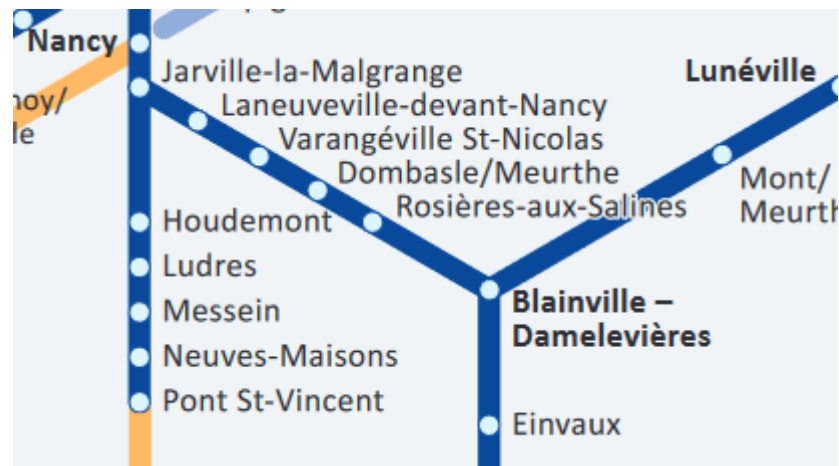 Nancy
Jarville-la-Malgrange
Lunéville
Laneuveville-devant-Nancy
Varangéville St-Nicolas
Dombasle/Meurthe
Mont/
Rosières-aux-Salines
Houdemont
Ludres
Blainville –
Damelevières
Messein
Neuves-Maisons
Pont St-Vincent
Einvaux